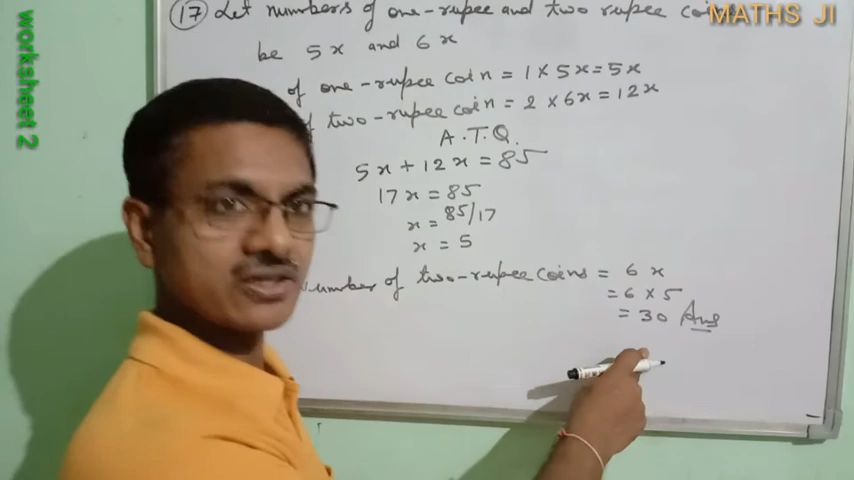 MATHS JI
worksheet 2
17 Let numbers of one-rupee and two rupee
be 5x and 6x
of one-rupee coin = 1 × 5x = 5x
two-rupee coin = 2 × 6x = 12x
A.T.Q.
5x + 12x = 85
17x = 85
x = 85/17
x = 5
Number of two-rupee coins = 6x
= 6 × 5
= 30 Ans